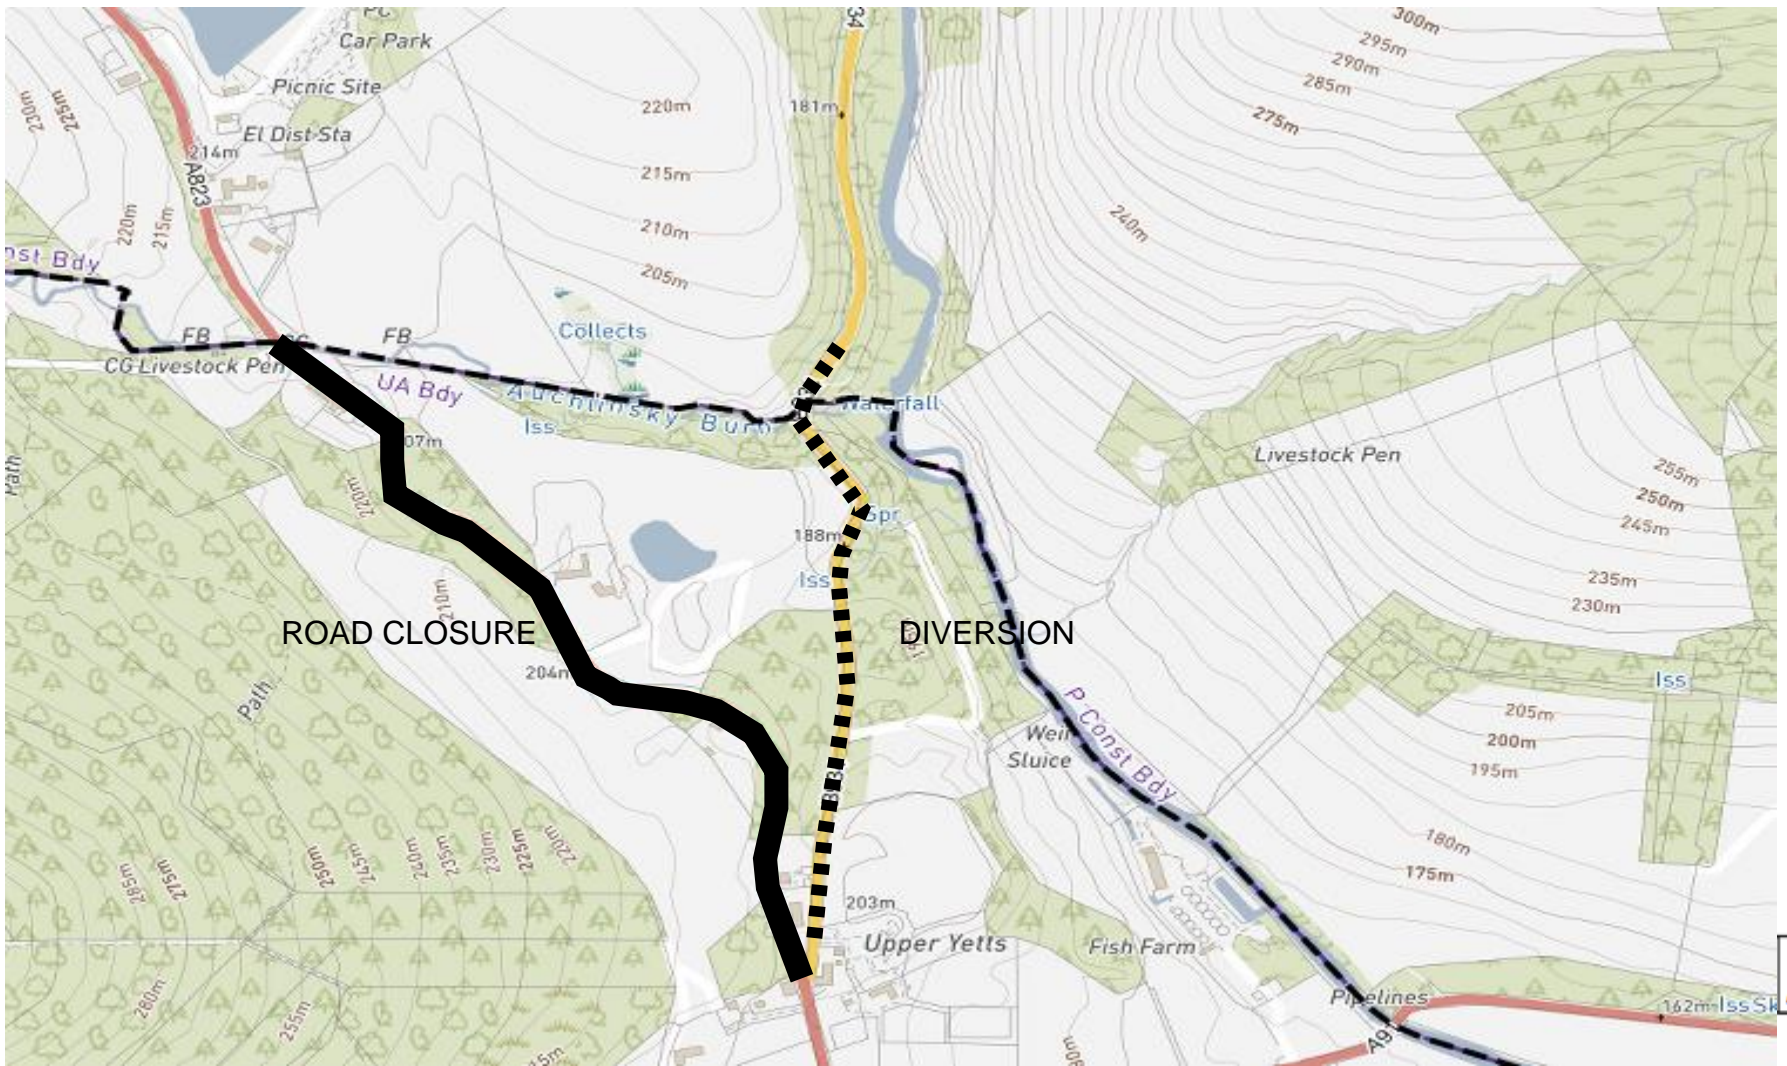 PC
Car Park
Picnic Site
El Dist Sta
214m
A823
230m
225m
220m
215m
220m
215m
210m
205m
181m
300m
295m
290m
285m
275m
240m
FB
FB
CG Livestock Pen
UA Bdy
Collects
Auchlinsky Burn
Iss
Waterfall
Livestock Pen
Path
220m
188m
Spr
Iss
255m
250m
245m
235m
230m
210m
ROAD CLOSURE
DIVERSION
204m
Path
P Const Bdy
Weir
Sluice
Iss
205m
200m
195m
180m
175m
285m
275m
250m
245m
240m
235m
230m
225m
220m
203m
Upper Yetts
Fish Farm
Pipelines
162m
Iss
280m
255m